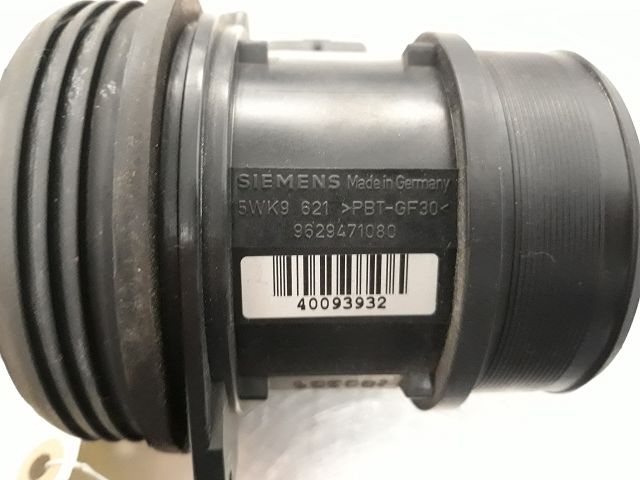 SIEMENS Made in Germany
5WK9 621 >PBT-GF30<
9629471080
40093932